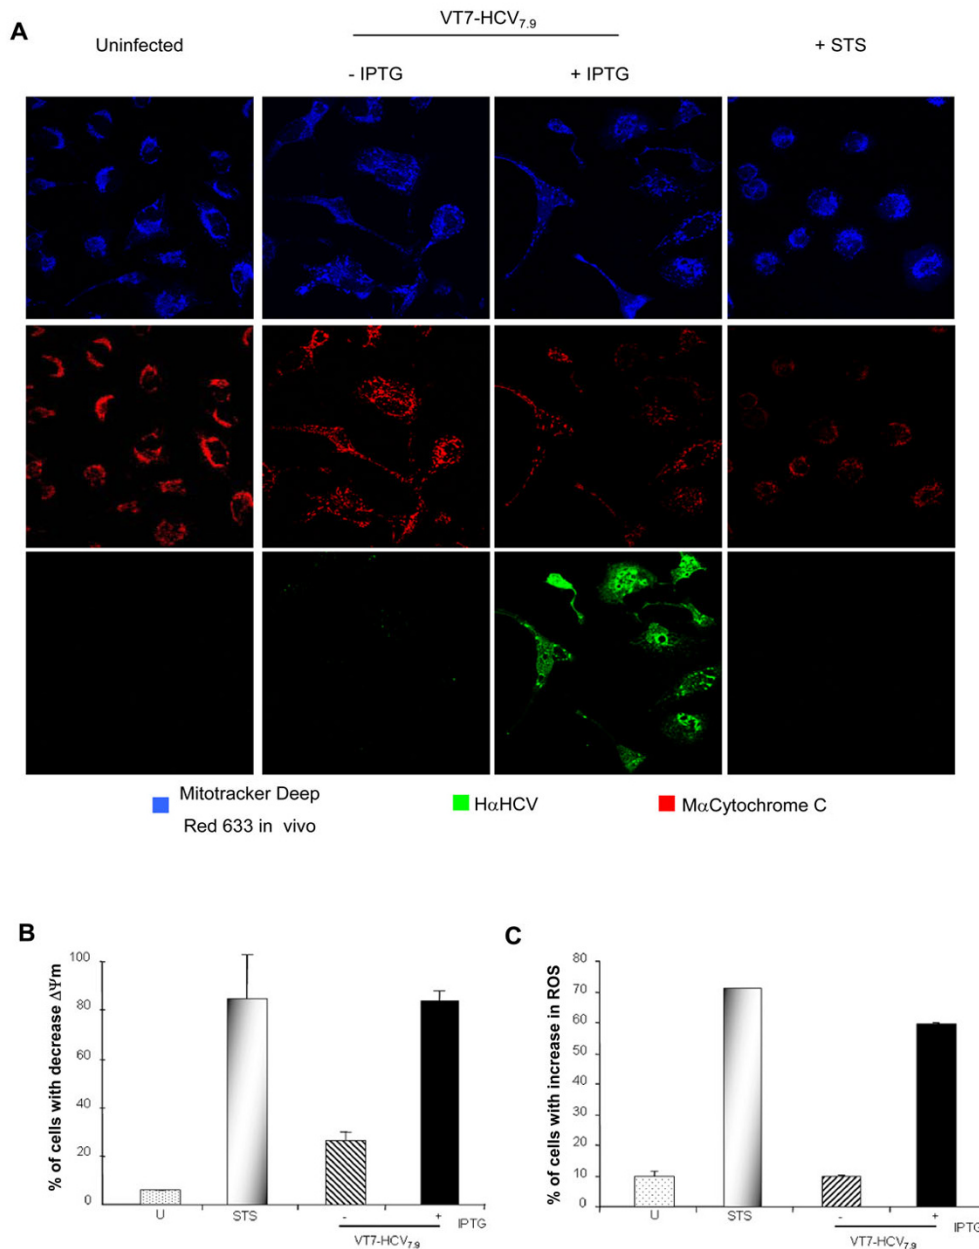 A
VT7-HCV7.9
Uninfected
+ STS
- IPTG
+ IPTG
Mitotracker Deep
Red 633 in vivo
HαHCV
MαCytochrome C
B
% of cells with decrease ΔΨm
100
80
60
40
20
0
U
STS
-
+
IPTG
VT7-HCV7.9
C
% of cells with increase in ROS
80
70
60
50
40
30
20
10
0
U
STS
-
+
IPTG
VT7-HCV7.9